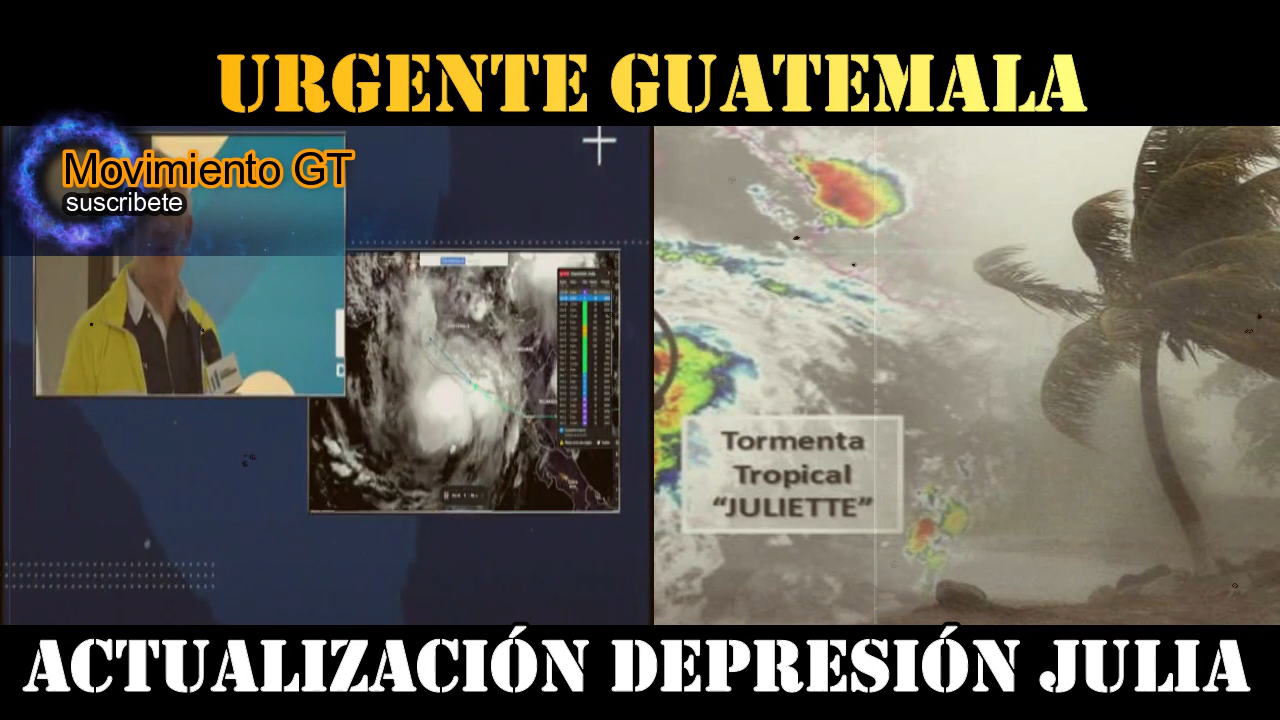 URGENTE GUATEMALA
Movimiento GT
suscribete
Tormenta
Tropical
“JULIETTE”
ACTUALIZACIÓN DEPRESIÓN JULIA